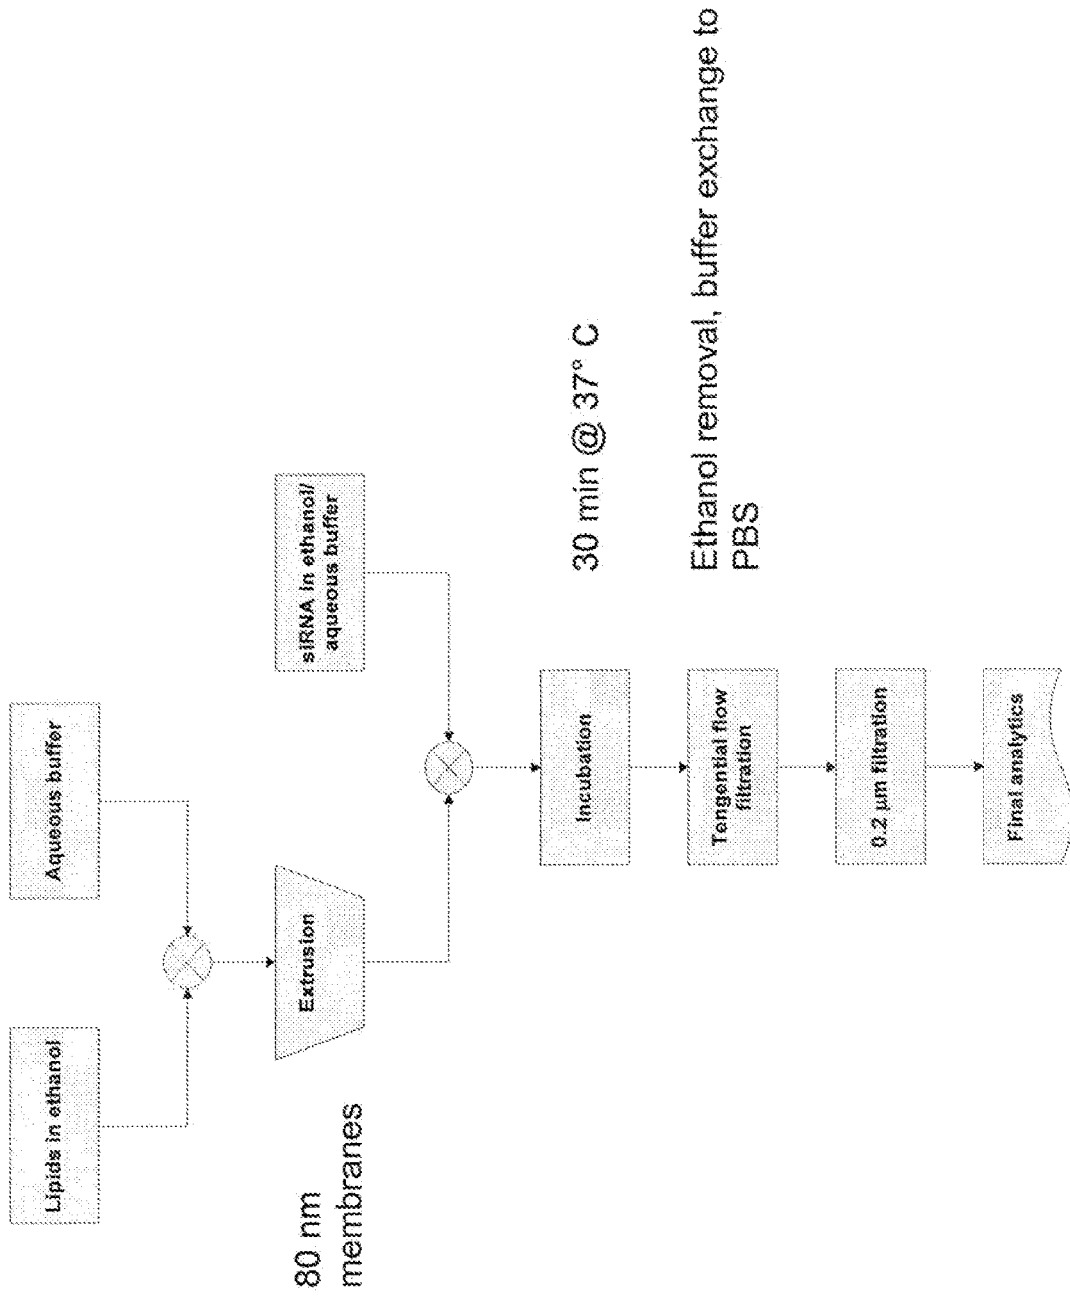 Lipids in ethanol
Aqueous buffer
80 nm
membranes
Extrusion
siRNA in ethanol/
aqueous buffer
Incubation
30 min @ 37° C
Tengential flow
filtration
Ethanol removal, buffer exchange to
PBS
0.2 µm filtration
Final analytics